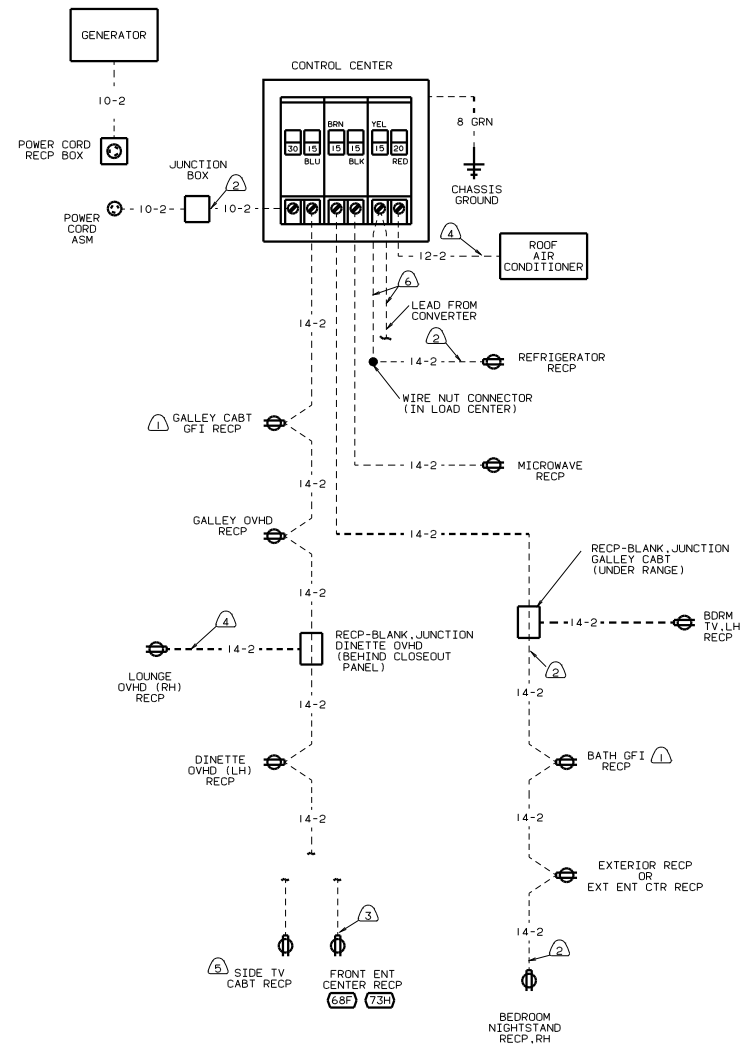 GENERATOR
CONTROL CENTER
10-2
8 GRN
POWER CORD
RECP BOX
JUNCTION
BOX
2
BRN
YEL
30
15
15
15
15
20
BLU
BLK
RED
CHASSIS
GROUND
POWER
CORD
ASM
10-2
10-2
4
12-2
ROOF
AIR
CONDITIONER
6
LEAD FROM
CONVERTER
14-2
2
14-2
REFRIGERATOR
RECP
WIRE NUT CONNECTOR
(IN LOAD CENTER)
1
GALLEY CABT
GFI RECP
14-2
MICROWAVE
RECP
14-2
GALLEY OVHD
RECP
14-2
RECP-BLANK,JUNCTION
GALLEY CABT
(UNDER RANGE)
14-2
4
14-2
LOUNGE
OVHD (RH)
RECP
RECP-BLANK,JUNCTION
DINETTE OVHD
(BEHIND CLOSEOUT
PANEL)
14-2
BDRM
TV,LH
RECP
2
14-2
14-2
DINETTE
OVHD (LH)
RECP
BATH GFI
RECP
1
14-2
14-2
EXTERIOR RECP
OR
EXT ENT CTR RECP
3
14-2
2
5
SIDE TV
CABT RECP
FRONT ENT
CENTER RECP
68F
73H
BEDROOM
NIGHTSTAND
RECP,RH